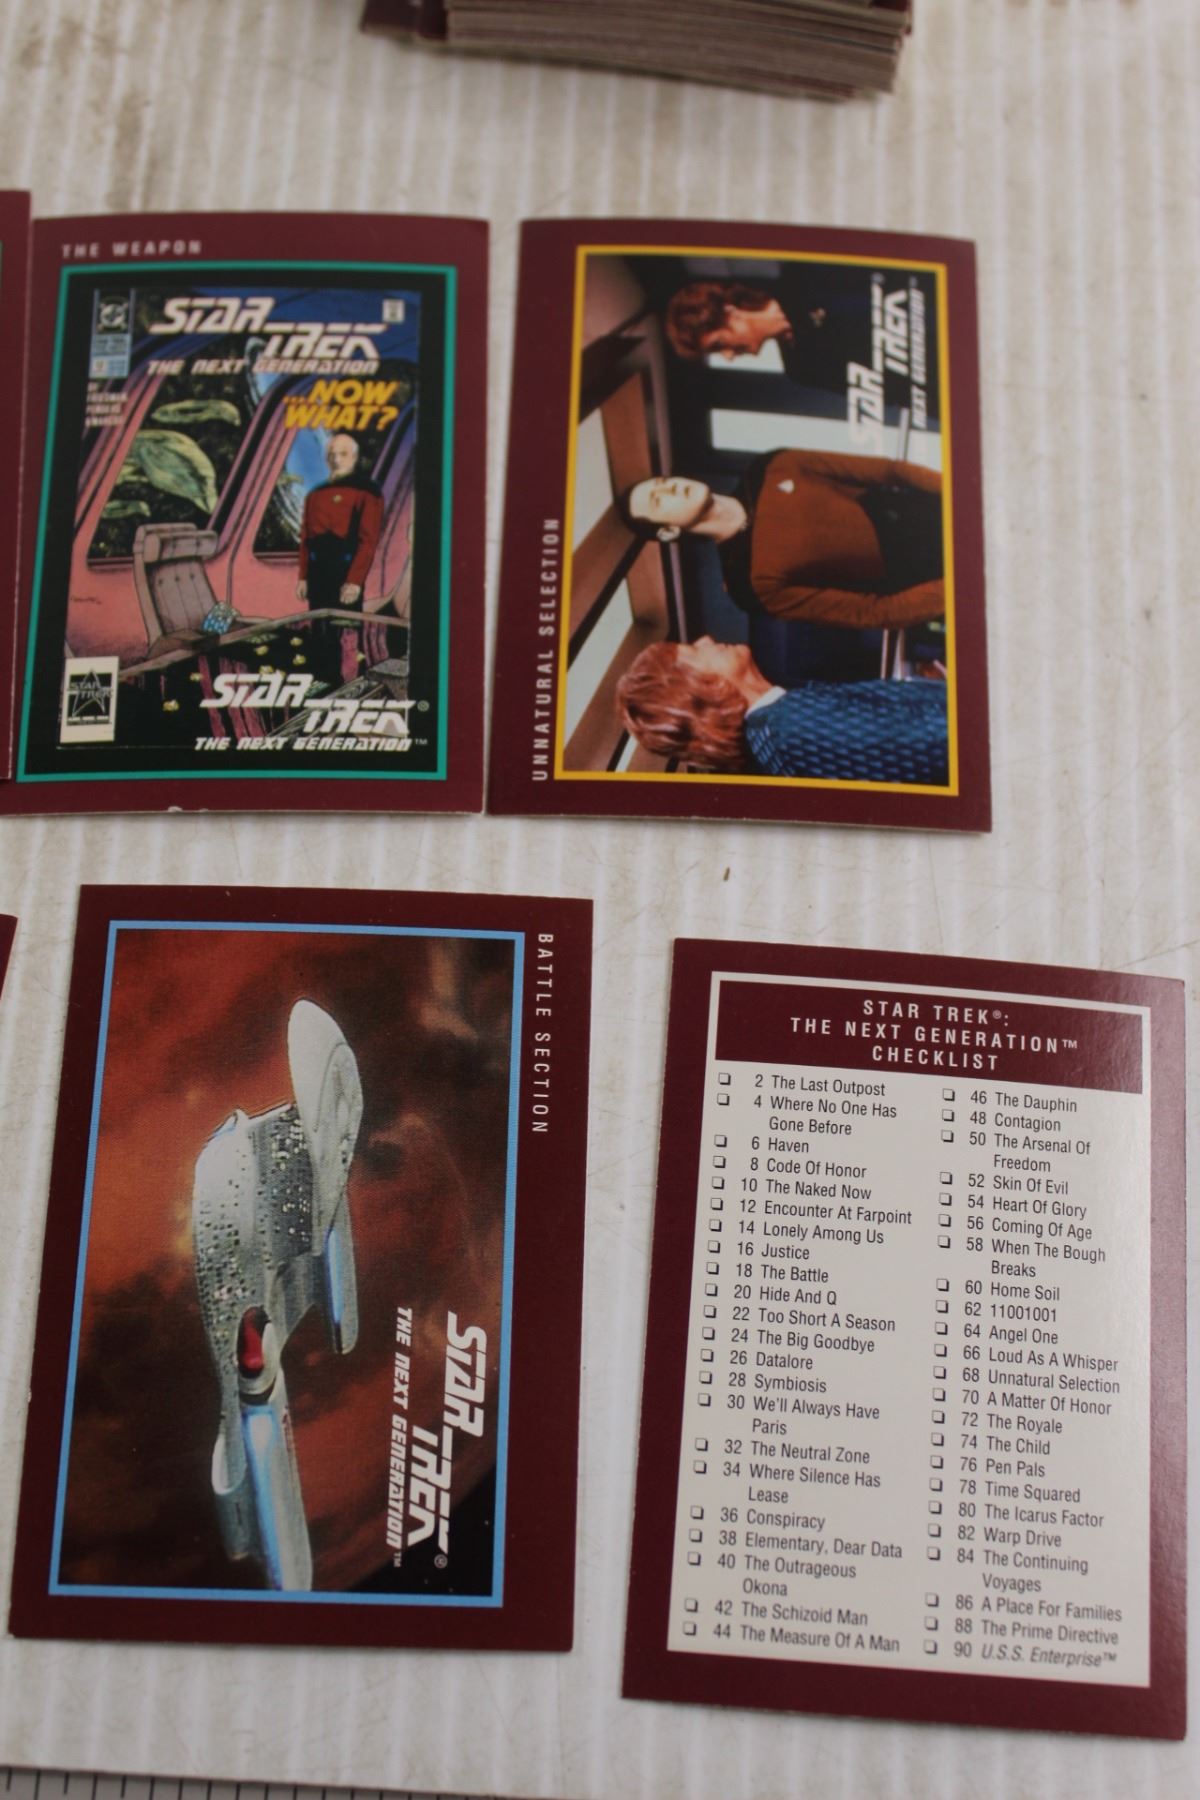 THE WEAPON
STAR
TREK
THE NEXT GENERATION
...NOW
WHAT?
STAR
TREK
STAR
TREK®
THE NEXT GENERATION™
UNNATURAL SELECTION
STAR
TREK
NEXT GENERATION
BATTLE SECTION
STAR
TREK®
THE NEXT GENERATION™
STAR TREK®:
THE NEXT GENERATION™
CHECKLIST
2 The Last Outpost
4 Where No One Has
Gone Before
6 Haven
8 Code Of Honor
10 The Naked Now
12 Encounter At Farpoint
14 Lonely Among Us
16 Justice
18 The Battle
20 Hide And Q
22 Too Short A Season
24 The Big Goodbye
26 Datalore
28 Symbiosis
30 We'll Always Have
Paris
32 The Neutral Zone
34 Where Silence Has
Lease
36 Conspiracy
38 Elementary, Dear Data
40 The Outrageous
Okona
42 The Schizoid Man
44 The Measure Of A Man
46 The Dauphin
48 Contagion
50 The Arsenal Of
Freedom
52 Skin Of Evil
54 Heart Of Glory
56 Coming Of Age
58 When The Bough
Breaks
60 Home Soil
62 11001001
64 Angel One
66 Loud As A Whisper
68 Unnatural Selection
70 A Matter Of Honor
72 The Royale
74 The Child
76 Pen Pals
78 Time Squared
80 The Icarus Factor
82 Warp Drive
84 The Continuing
Voyages
86 A Place For Families
88 The Prime Directive
90 U.S.S. Enterprise™